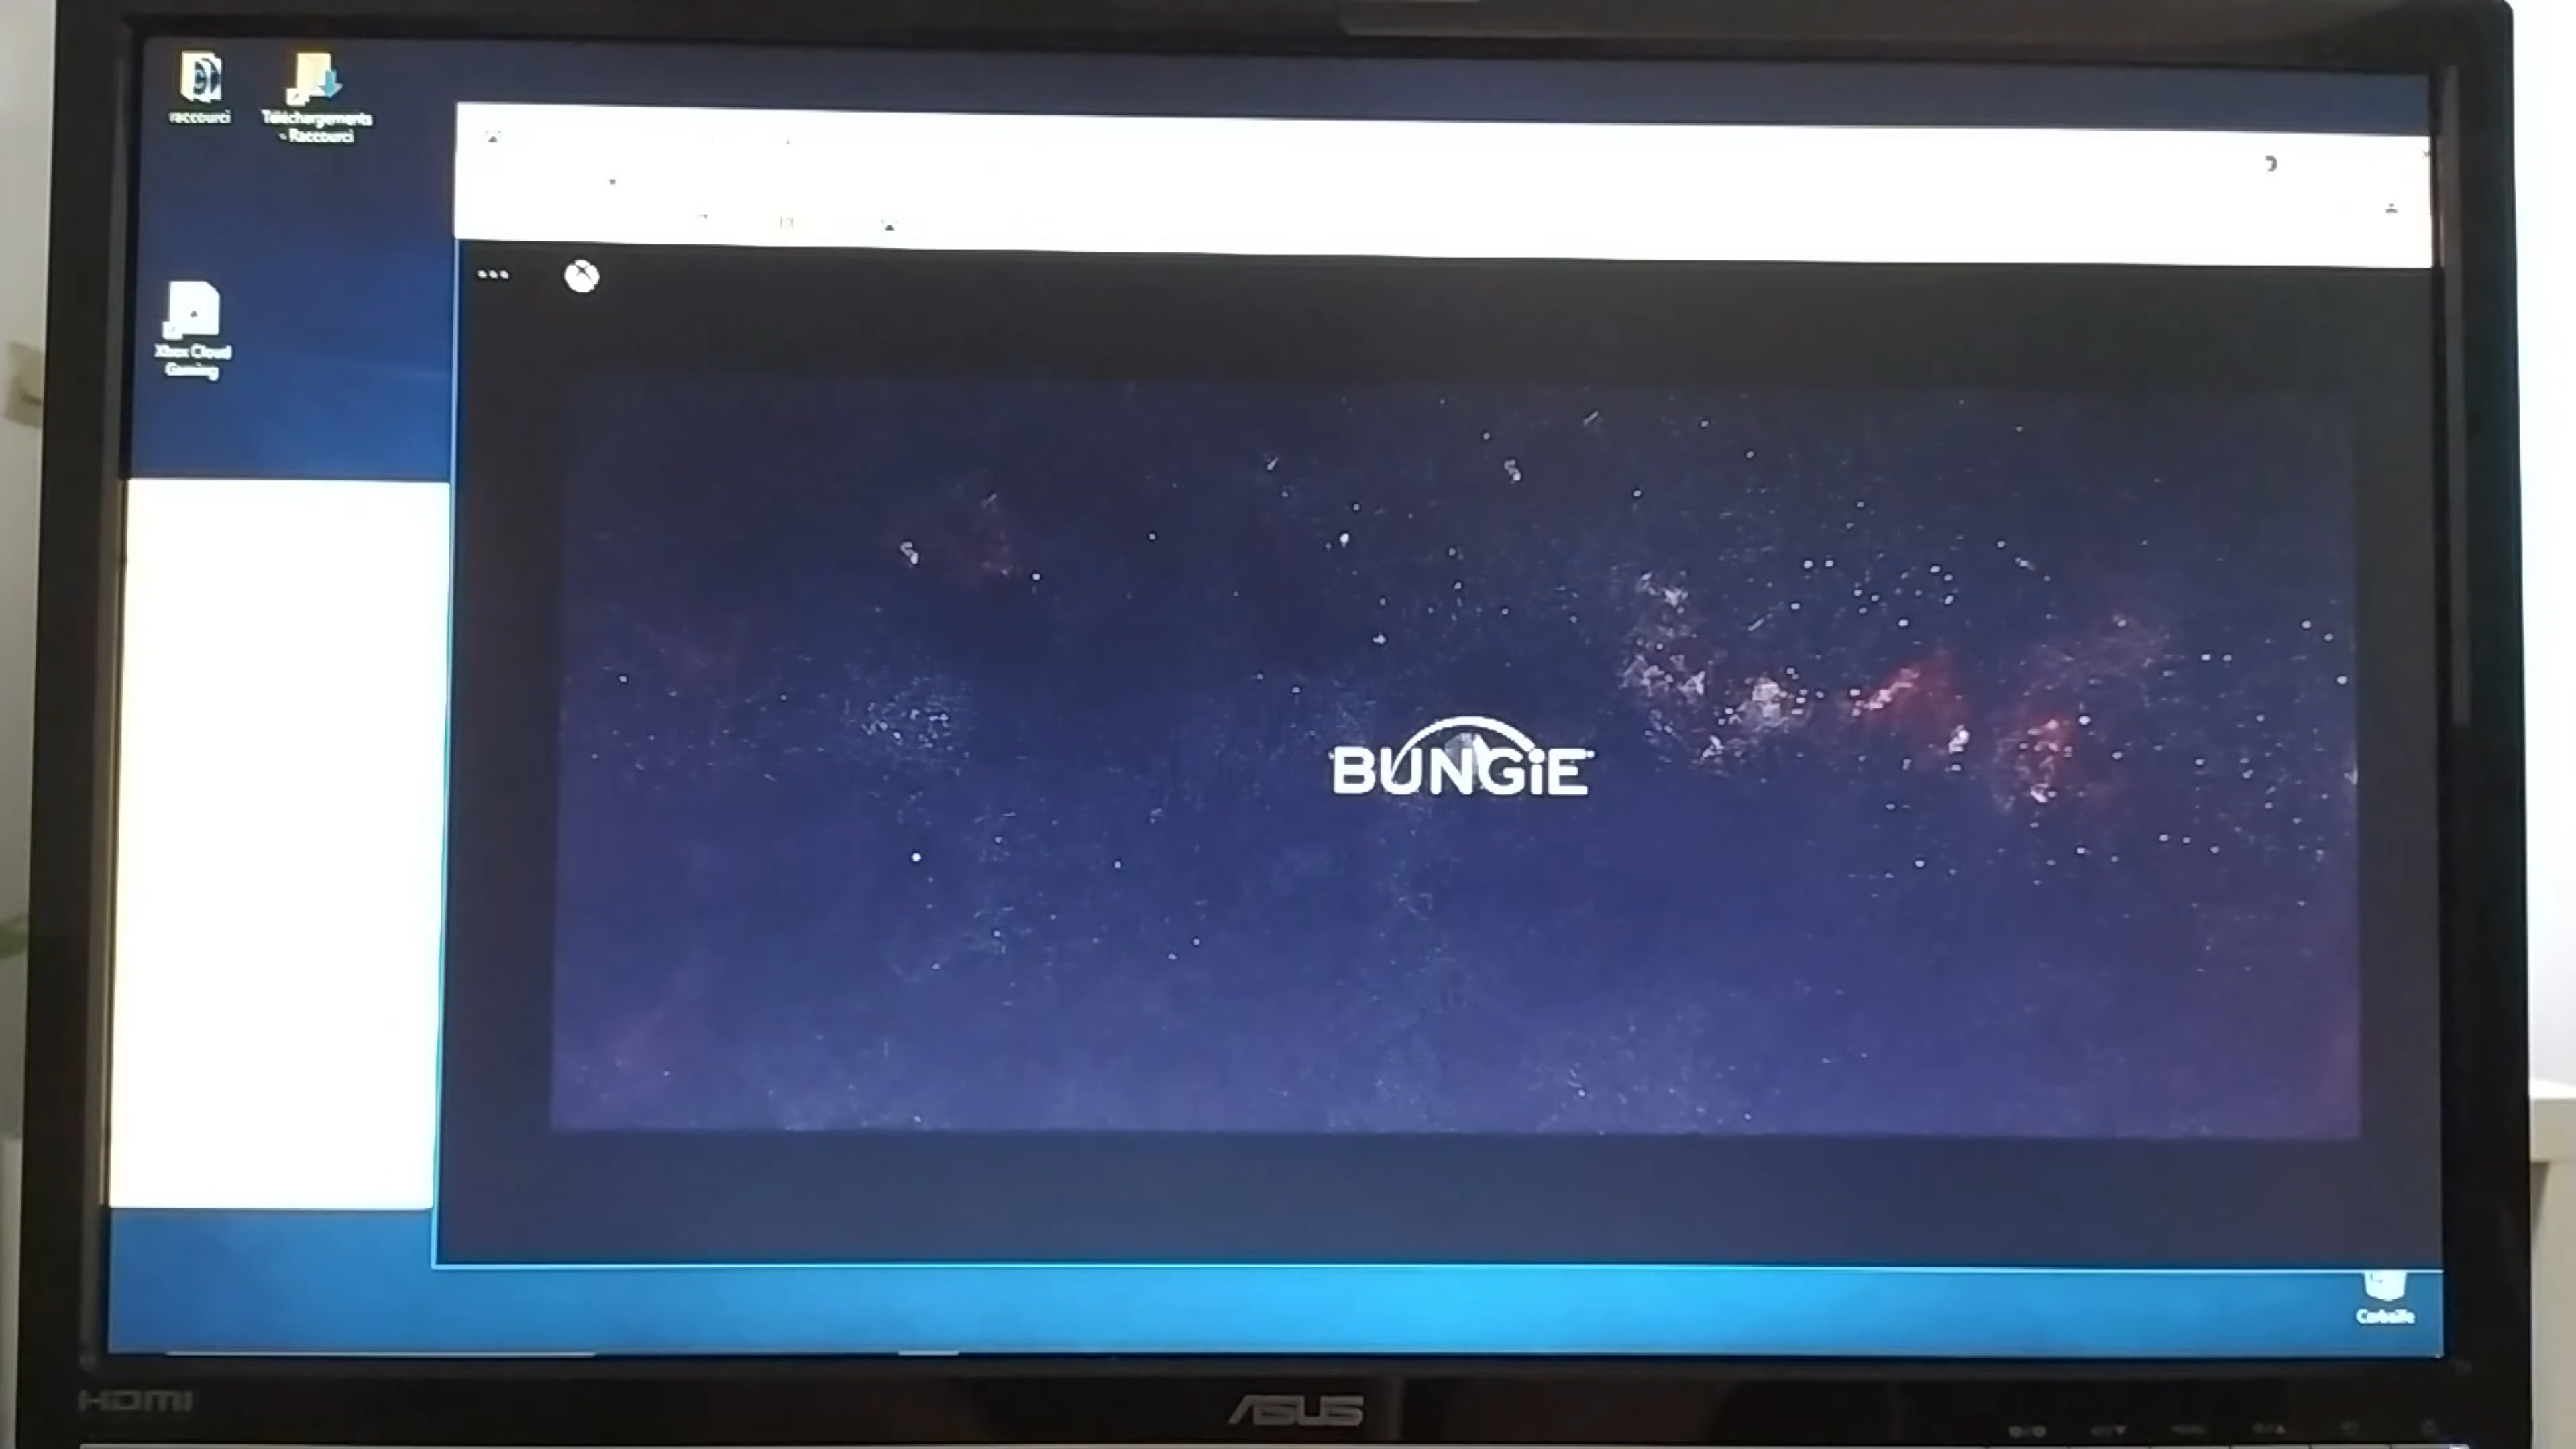 raccourci
Téléchargements
- Raccourci
Xbox Cloud
Gaming
BUNGiE
Corbeille
HDMI
ASUS